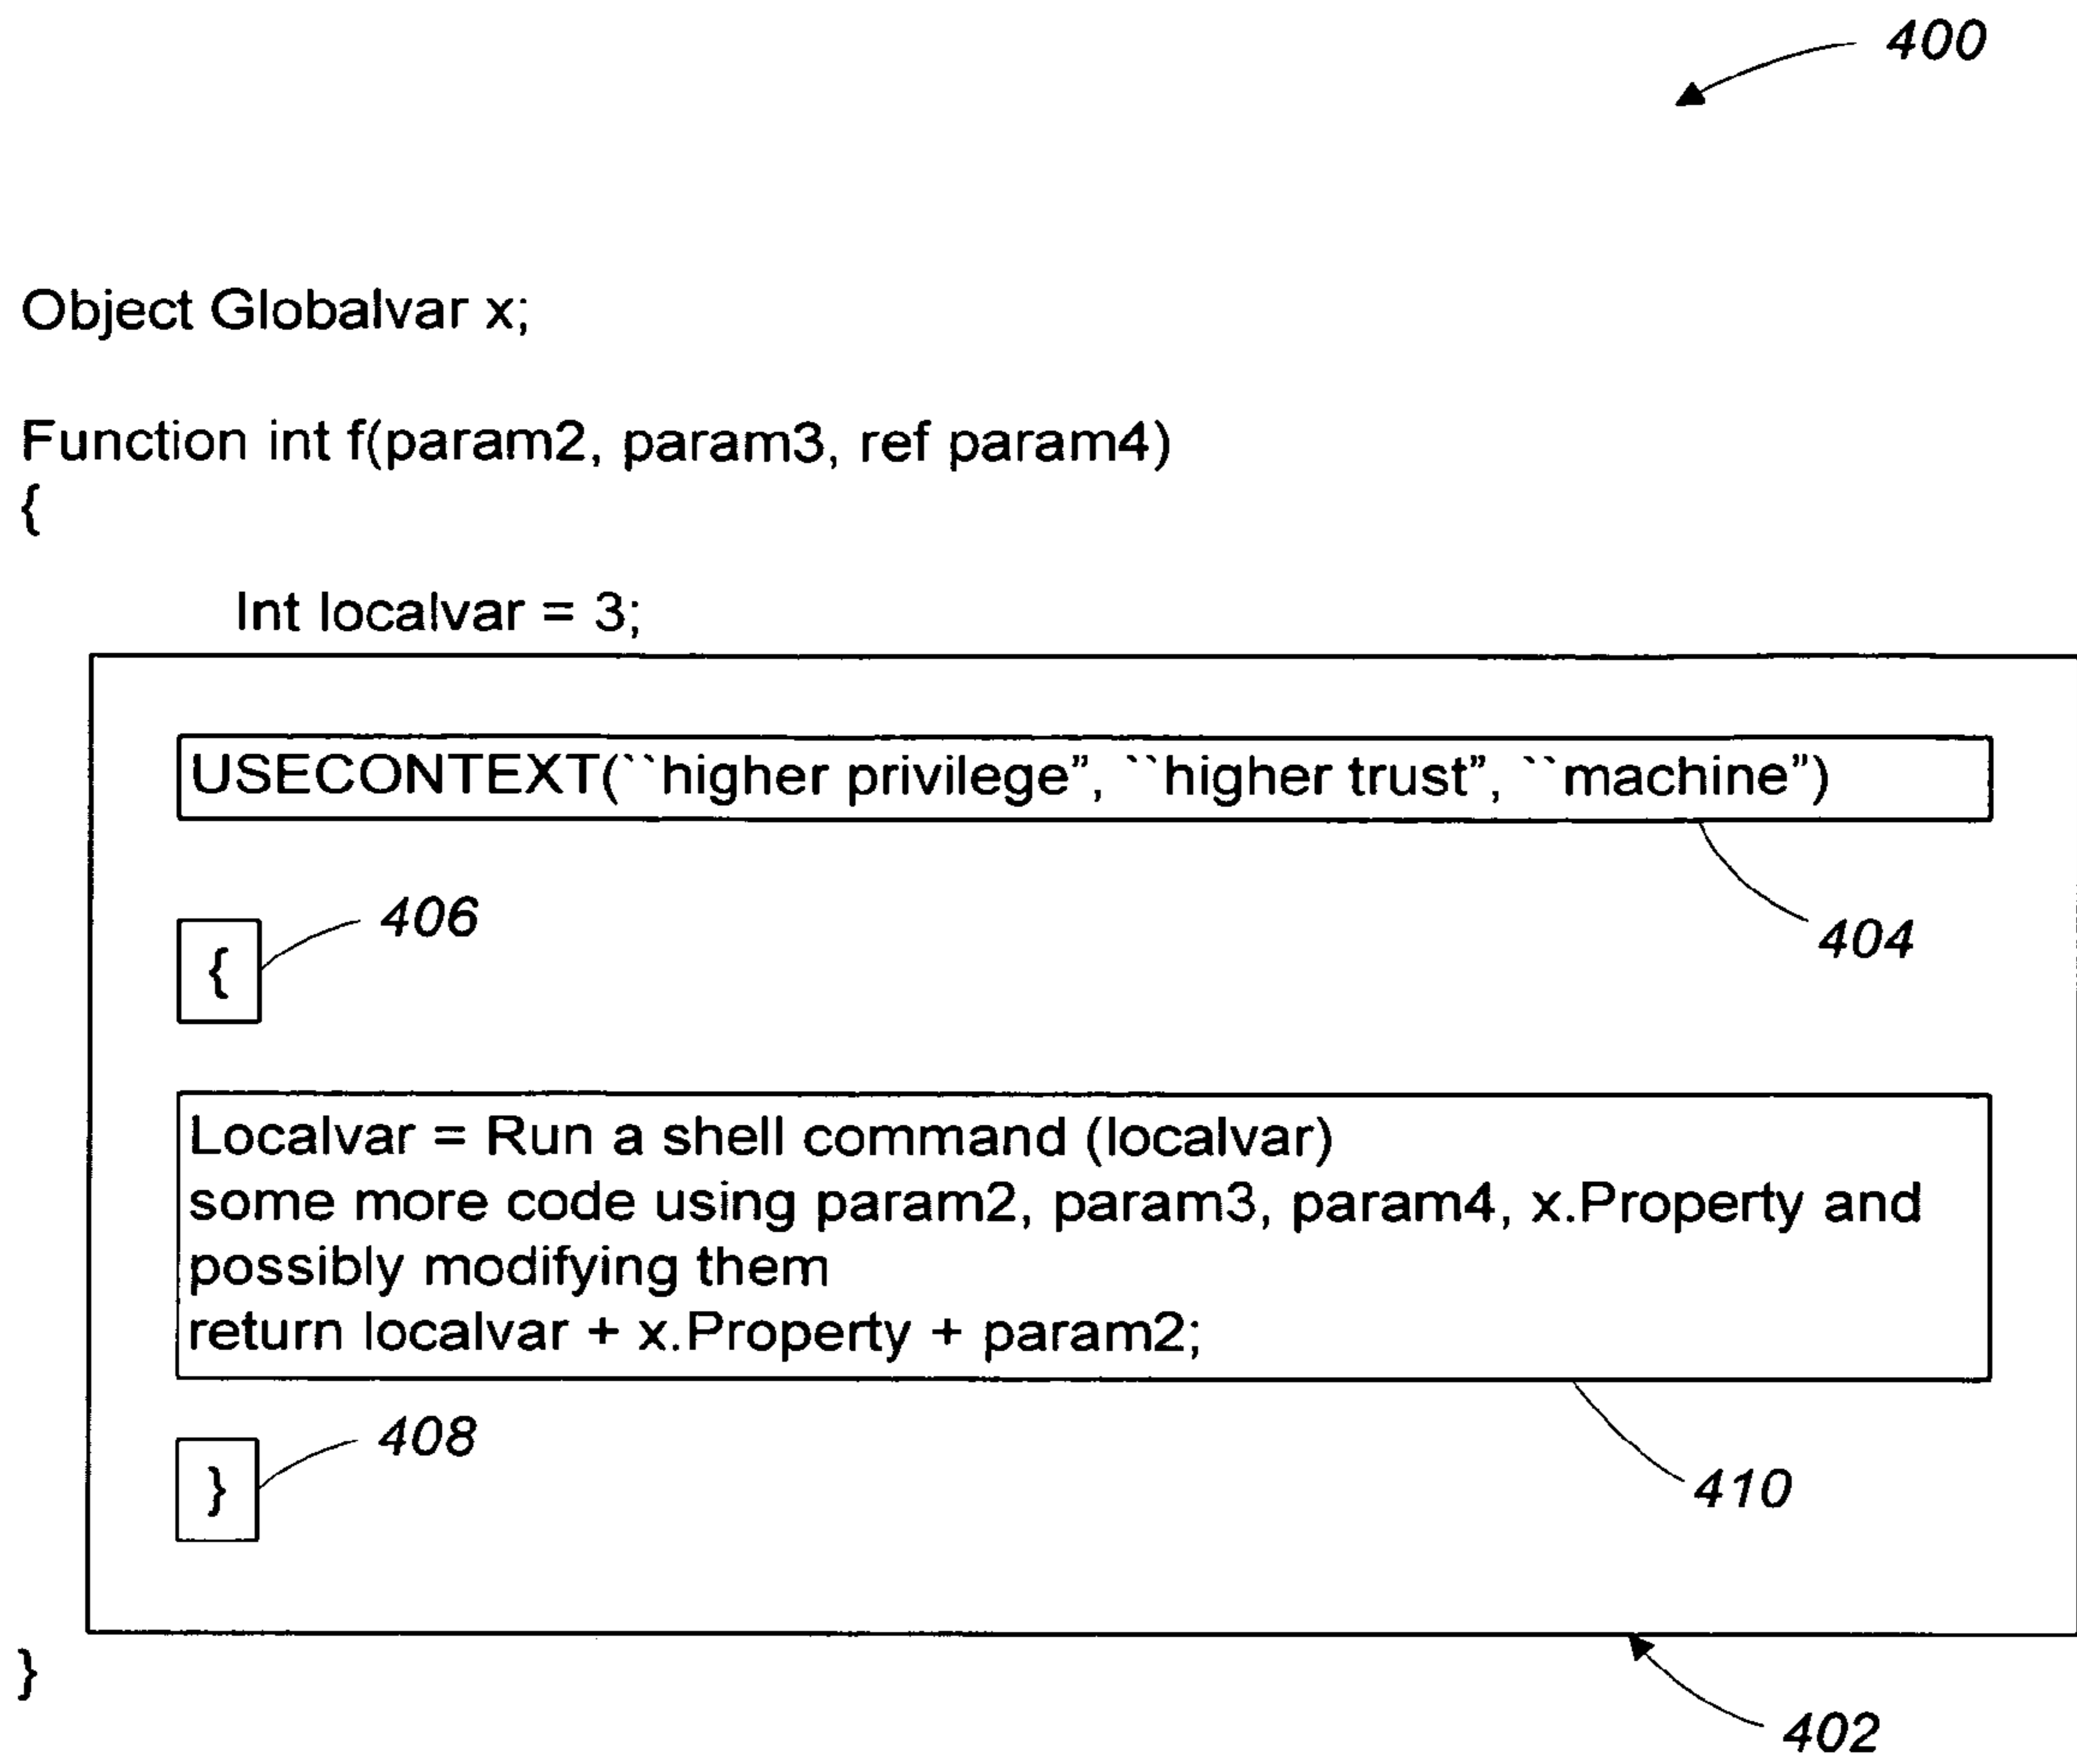 400
Object Globalvar x;
Function int f(param2, param3, ref param4)
{
Int localvar = 3;
USECONTEXT(``higher privilege”, ``higher trust”, ``machine”)
404
406
{
Localvar = Run a shell command (localvar)
some more code using param2, param3, param4, x.Property and
possibly modifying them
return localvar + x.Property + param2;
408
}
410
}
402